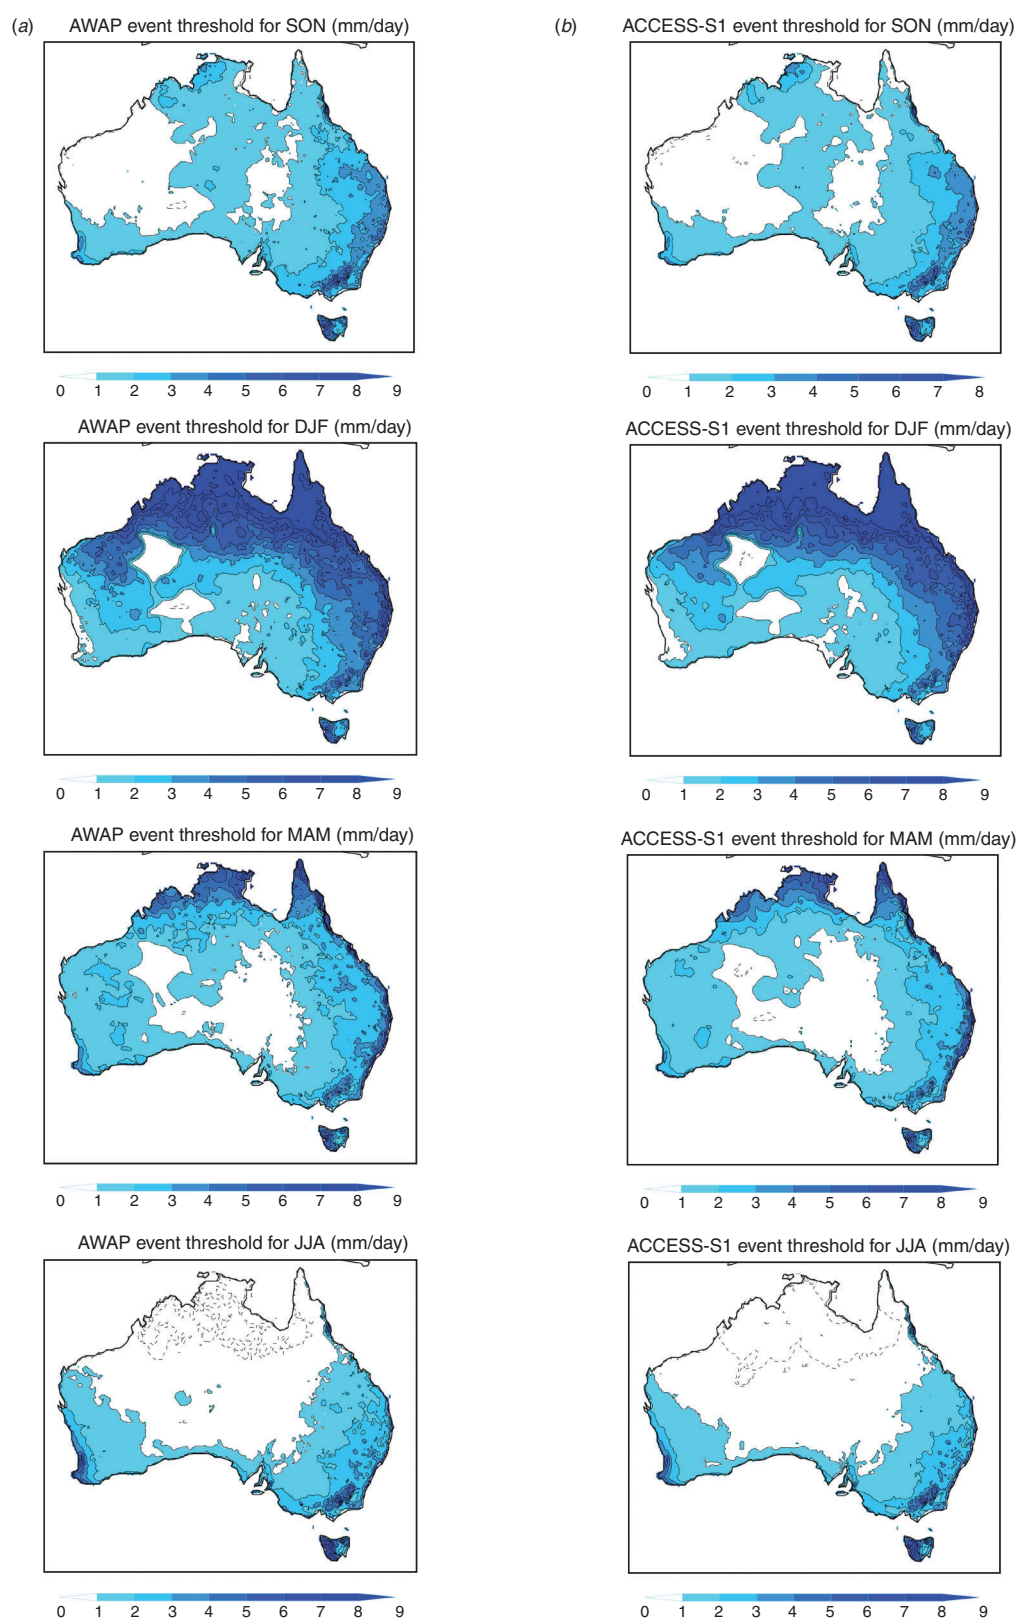 (a) AWAP event threshold for SON (mm/day)
(b) ACCESS-S1 event threshold for SON (mm/day)
0 1 2 3 4 5 6 7 8 9
0 1 2 3 4 5 6 7 8
AWAP event threshold for DJF (mm/day)
ACCESS-S1 event threshold for DJF (mm/day)
0 1 2 3 4 5 6 7 8 9
0 1 2 3 4 5 6 7 8 9
AWAP event threshold for MAM (mm/day)
ACCESS-S1 event threshold for MAM (mm/day)
0 1 2 3 4 5 6 7 8 9
0 1 2 3 4 5 6 7 8 9
AWAP event threshold for JJA (mm/day)
ACCESS-S1 event threshold for JJA (mm/day)
0 1 2 3 4 5 6 7 8 9
0 1 2 3 4 5 6 7 8 9